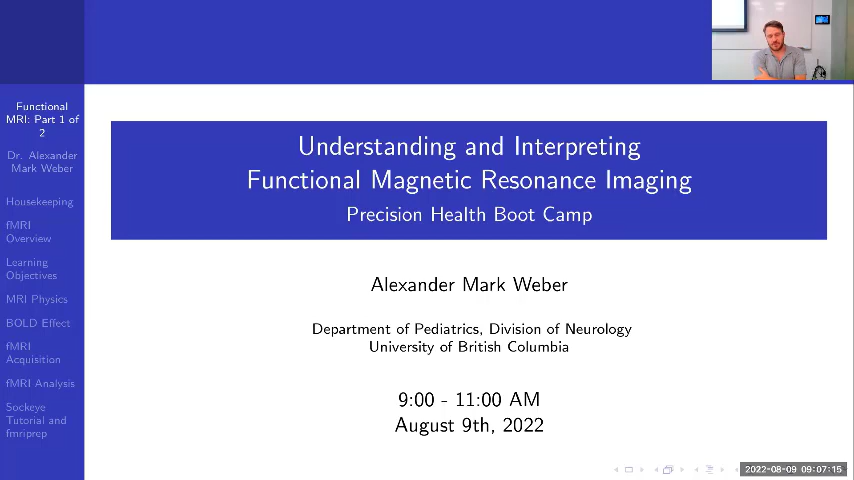 Functional
MRI: Part 1 of
2
Dr. Alexander
Mark Weber
Housekeeping
fMRI
Overview
Learning
Objectives
MRI Physics
BOLD Effect
fMRI
Acquisition
fMRI Analysis
Sockeye
Tutorial and
fmriprep
Understanding and Interpreting
Functional Magnetic Resonance Imaging
Precision Health Boot Camp
Alexander Mark Weber
Department of Pediatrics, Division of Neurology
University of British Columbia
9:00 - 11:00 AM
August 9th, 2022
2022-08-09 09:07:15